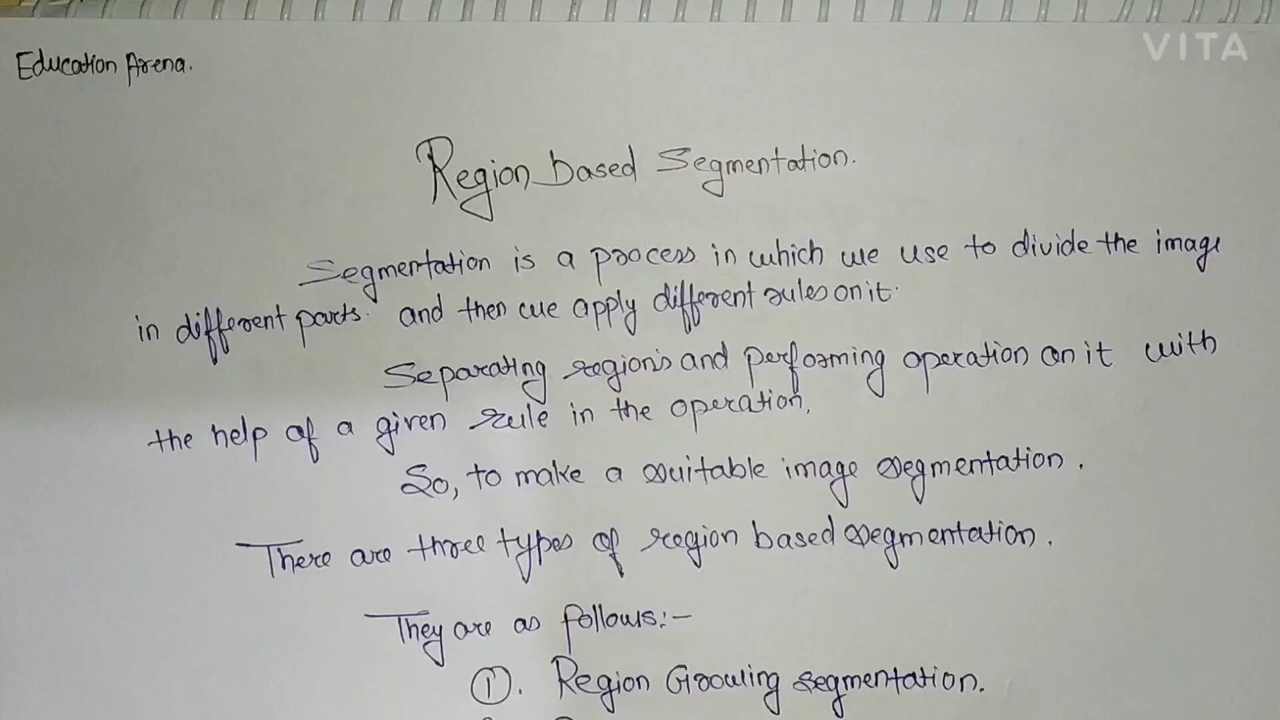 VITA
Education Arena.
Region based Segmentation.
Segmentation is a process in which we use to divide the image
in different parts. and then we apply different rules on it.
Separating region's and performing operation on it with
the help of a given rule in the operation,
So, to make a suitable image segmentation.
There are three types of region based segmentation.
They are as follows:-
①. Region Growing segmentation.